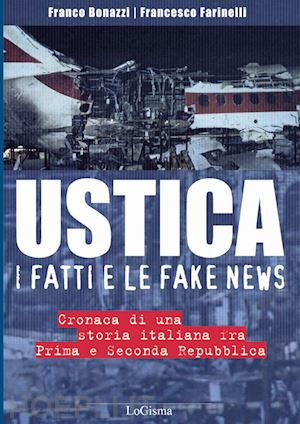 Franco Bonazzi | Francesco Farinelli
USTICA
I FATTI E LE FAKE NEWS
Cronaca di una
storia italiana fra
Prima e Seconda Repubblica
LoGisma